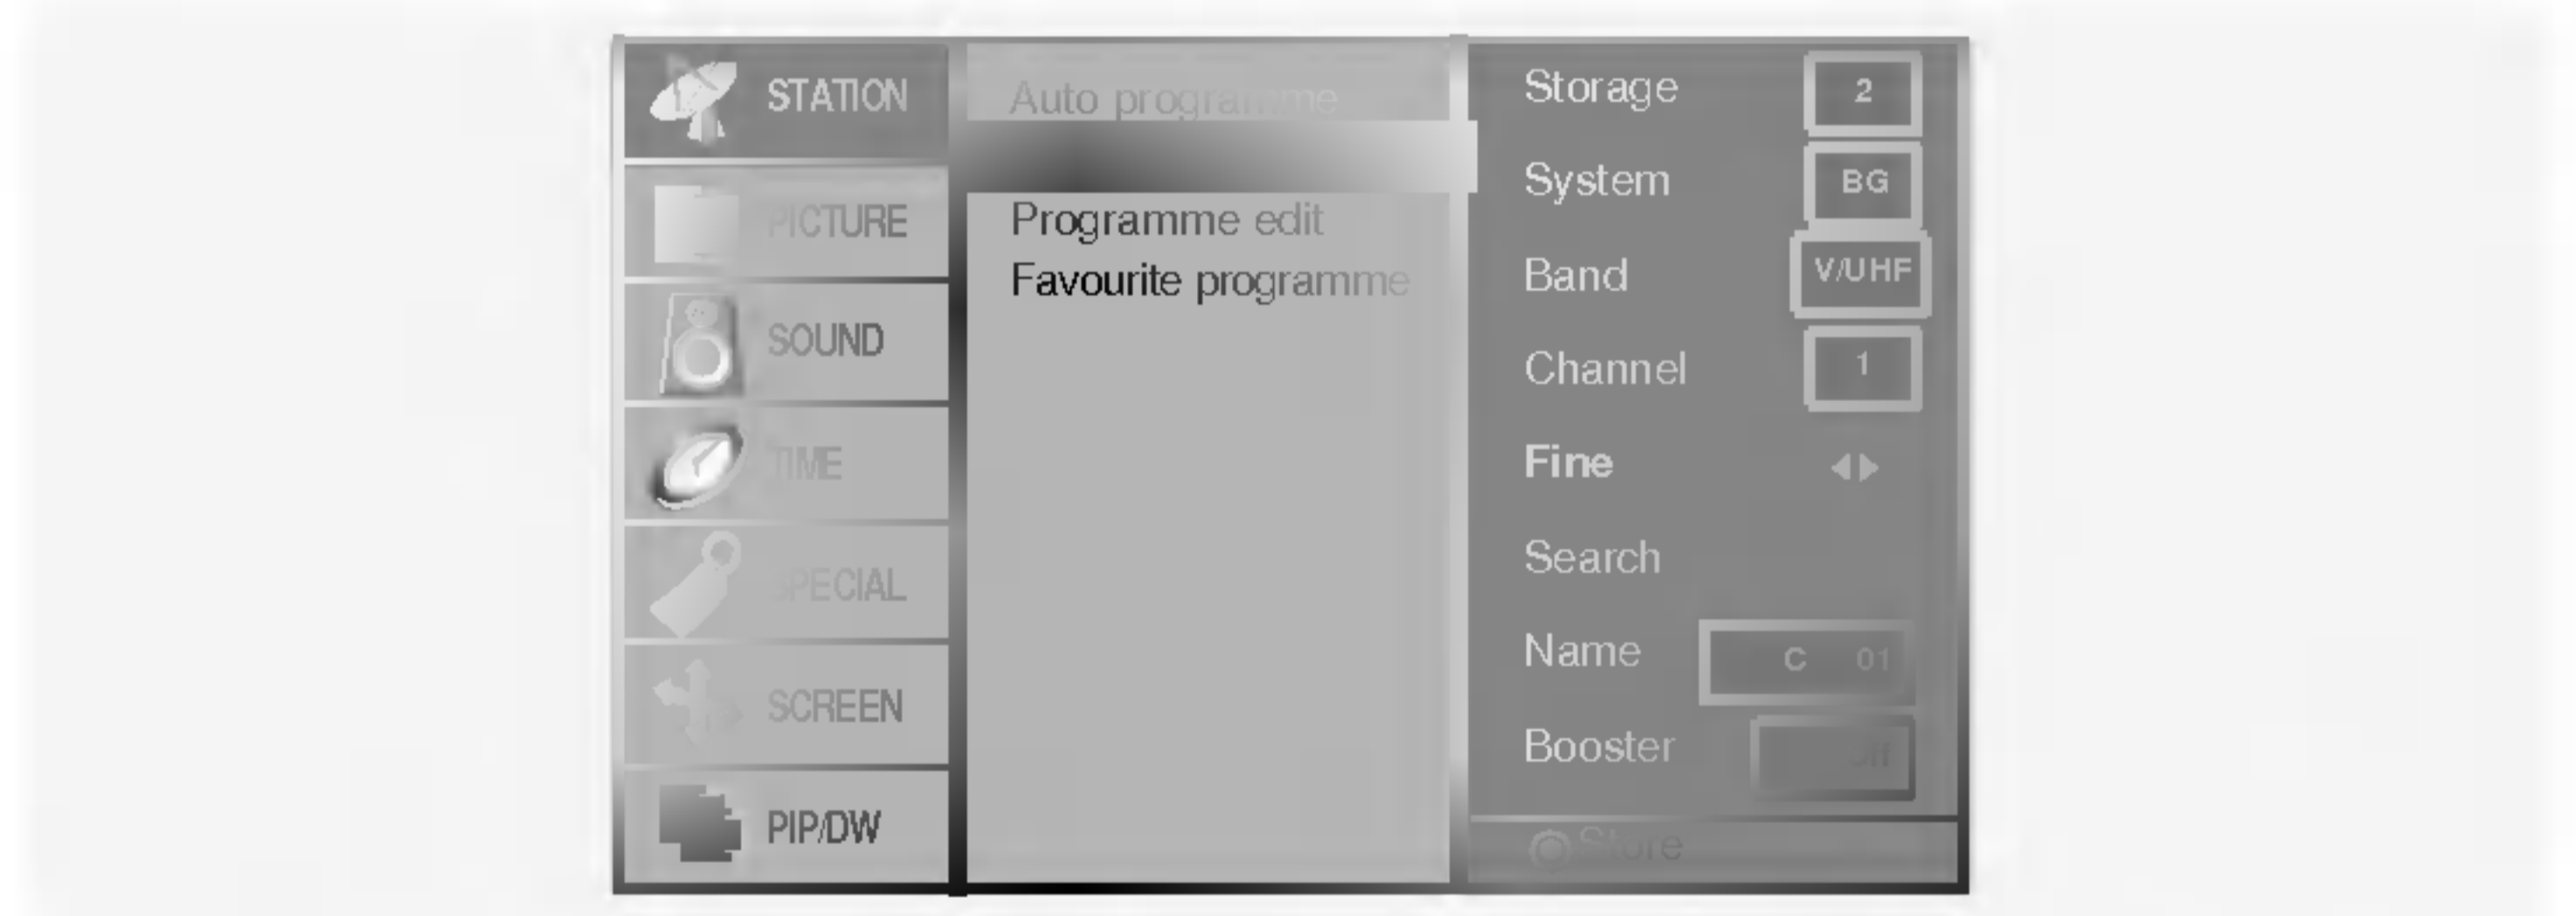 STATION
PICTURE
SOUND
TIME
SPECIAL
SCREEN
PIP/DW
Auto programme
Programme edit
Favourite programme
Storage 2
System BG
Band V/UHF
Channel 1
Fine ◀▶
Search
Name C 01
Booster Off
Store